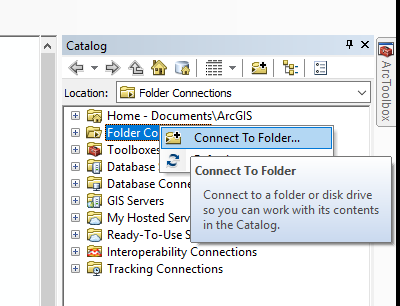 Catalog
Location: Folder Connections
Home - Documents\ArcGIS
Folder Co
Connect To Folder...
Toolboxes
Database
Connect To Folder
Database Conne
Connect to a folder or disk drive
GIS Servers
so you can work with its contents
My Hosted Serv
in the Catalog.
Ready-To-Use S
Interoperability Connections
Tracking Connections
ArcToolbox